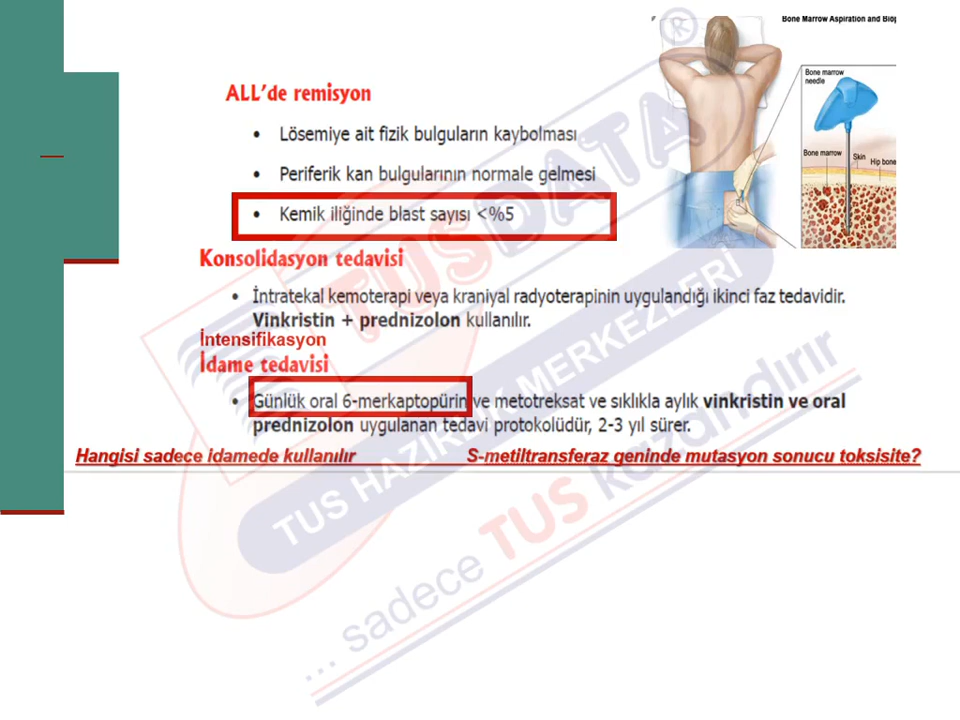 Bone Marrow Aspiration and Biop
Bone marrow
needle
Bone marrow
Skin
Hip bone
ALL’de remisyon
• Lösemiye ait fizik bulguların kaybolması
• Periferik kan bulgularının normale gelmesi
• Kemik iliğinde blast sayısı <%5
Konsolidasyon tedavisi
• İntratekal kemoterapi veya kraniyal radyoterapinin uygulandığı ikinci faz tedavidir.
Vinkristin + prednizolon kullanılır.
İntensifikasyon
İdame tedavisi
• Günlük oral 6-merkaptopürin ve metotreksat ve sıklıkla aylık vinkristin ve oral
prednizolon uygulanan tedavi protokolüdür, 2-3 yıl sürer.
Hangisi sadece idamede kullanılır S-metiltransferaz geninde mutasyon sonucu toksisite?
TUSDATA ®
TUS HAZIRLIK MERKEZLERİ
... sadece TUS kazandırır